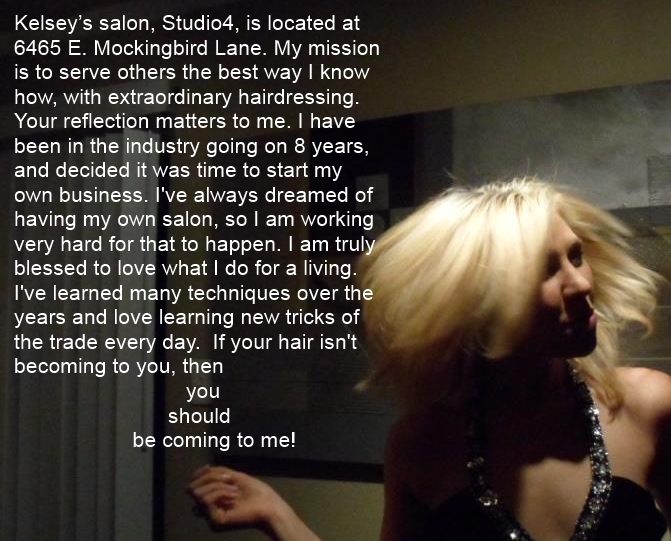 Kelsey’s salon, Studio4, is located at
6465 E. Mockingbird Lane. My mission
is to serve others the best way I know
how, with extraordinary hairdressing.
Your reflection matters to me. I have
been in the industry going on 8 years,
and decided it was time to start my
own business. I've always dreamed of
having my own salon, so I am working
very hard for that to happen. I am truly
blessed to love what I do for a living.
I've learned many techniques over the
years and love learning new tricks of
the trade every day.  If your hair isn't
becoming to you, then
you
should
be coming to me!